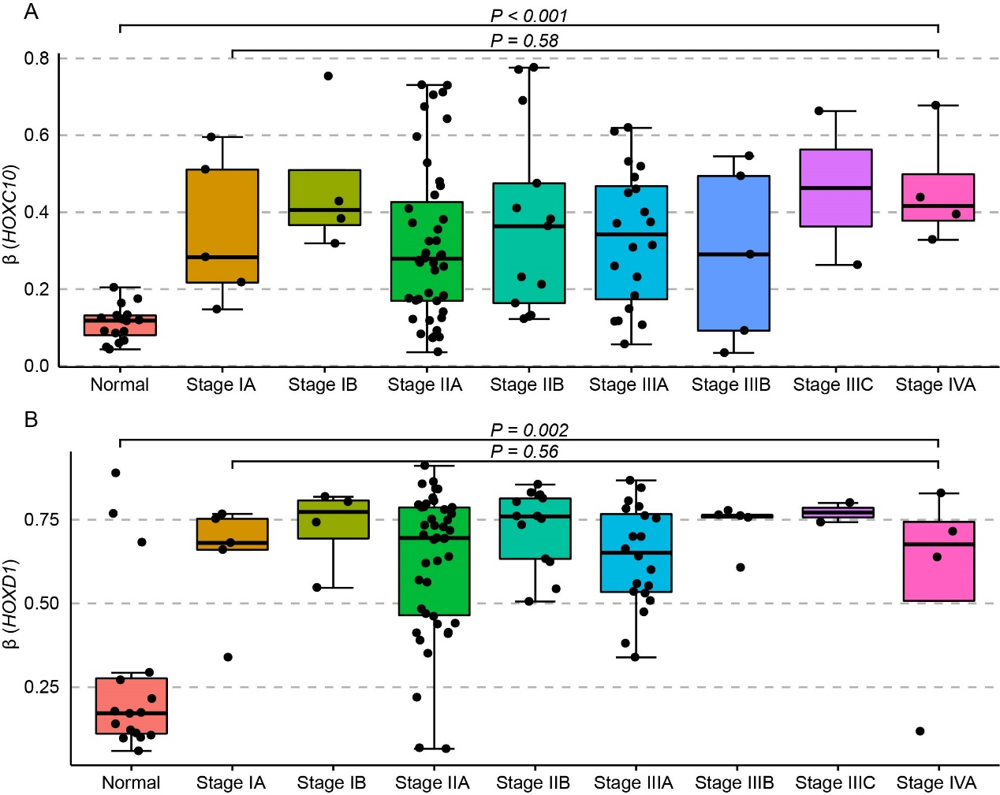 A
P < 0.001
P = 0.58
0.8
0.6
0.4
0.2
0.0
β (HOXC10)
Normal Stage IA Stage IB Stage IIA Stage IIB Stage IIIA Stage IIIB Stage IIIC Stage IVA
B
P = 0.002
P = 0.56
0.75
0.50
0.25
β (HOXD1)
Normal Stage IA Stage IB Stage IIA Stage IIB Stage IIIA Stage IIIB Stage IIIC Stage IVA